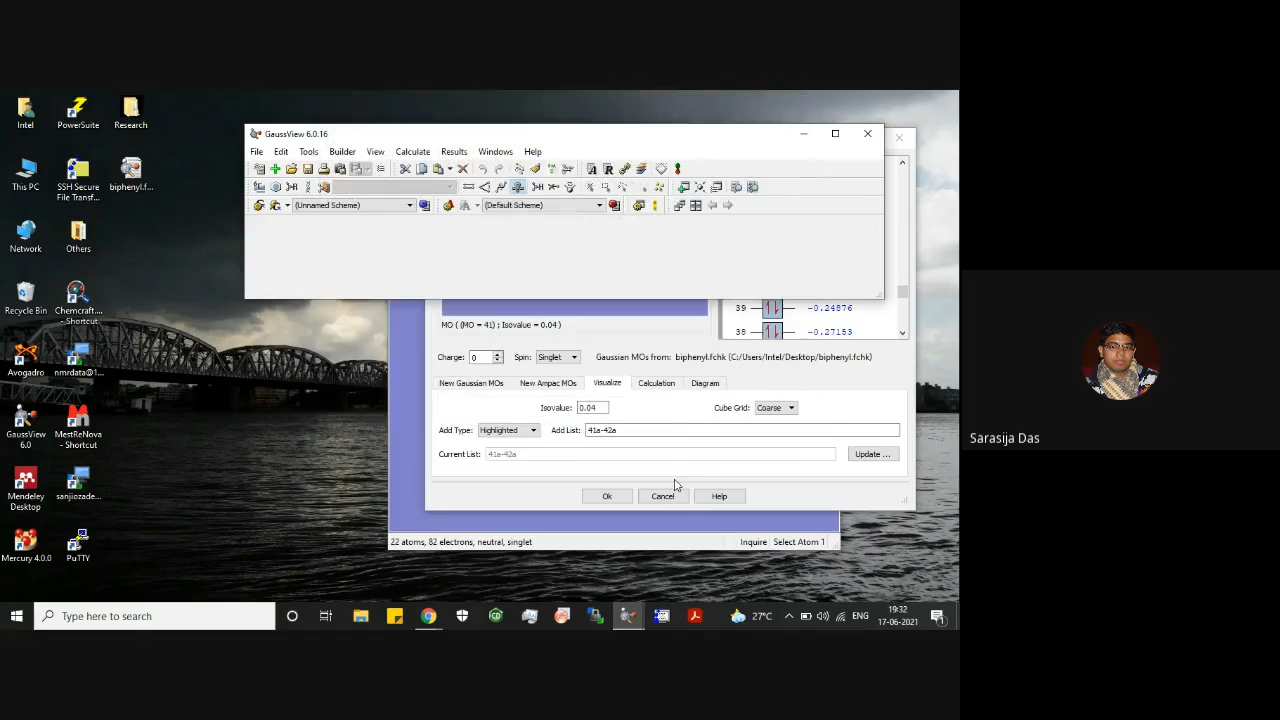 Intel
PowerSuite
Research
This PC
SSH Secure File Transf...
biphenyl.f...
Network
Others
Recycle Bin
Chemcraft.... - Shortcut
Avogadro
nmrdata@1...
GaussView 6.0
MestReNova - Shortcut
Mendeley Desktop
sanjiozade...
Mercury 4.0.0
PuTTY
GaussView 6.0.16
File Edit Tools Builder View Calculate Results Windows Help
(Unnamed Scheme) (Default Scheme)
39 -0.24876
MO ( (MO = 41) ; Isovalue = 0.04 )
38 -0.27153
Charge: 0 Spin: Singlet Gaussian MOs from: biphenyl.fchk (C:/Users/Intel/Desktop/biphenyl.fchk)
New Gaussian MOs New Ampac MOs Visualize Calculation Diagram
Isovalue: 0.04 Cube Grid: Coarse
Add Type: Highlighted Add List: 41a-42a
Current List: 41a-42a Update ...
Ok Cancel Help
22 atoms, 82 electrons, neutral, singlet Inquire Select Atom 1
Type here to search
27°C ENG
19:32
17-06-2021
1
Sarasija Das